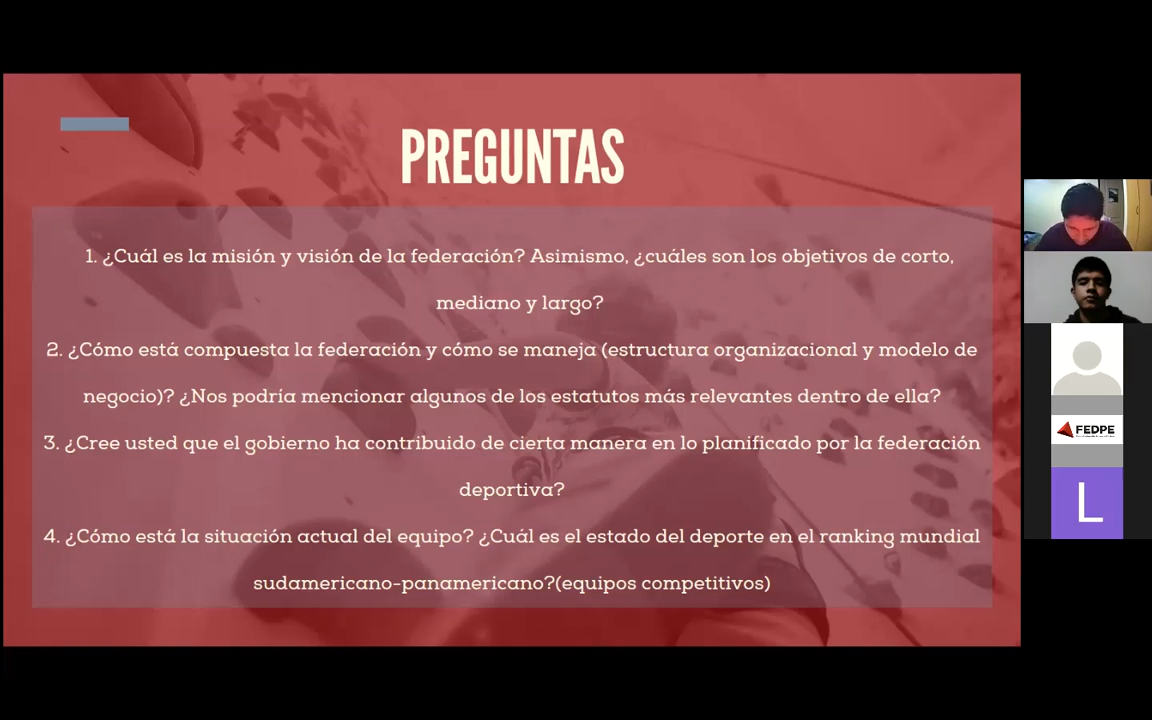 PREGUNTAS
1. ¿Cuál es la misión y visión de la federación? Asimismo, ¿cuáles son los objetivos de corto,
mediano y largo?
2. ¿Cómo está compuesta la federación y cómo se maneja (estructura organizacional y modelo de
negocio)? ¿Nos podría mencionar algunos de los estatutos más relevantes dentro de ella?
3. ¿Cree usted que el gobierno ha contribuido de cierta manera en lo planificado por la federación
deportiva?
4. ¿Cómo está la situación actual del equipo? ¿Cuál es el estado del deporte en el ranking mundial
sudamericano-panamericano?(equipos competitivos)
FEDPE
L